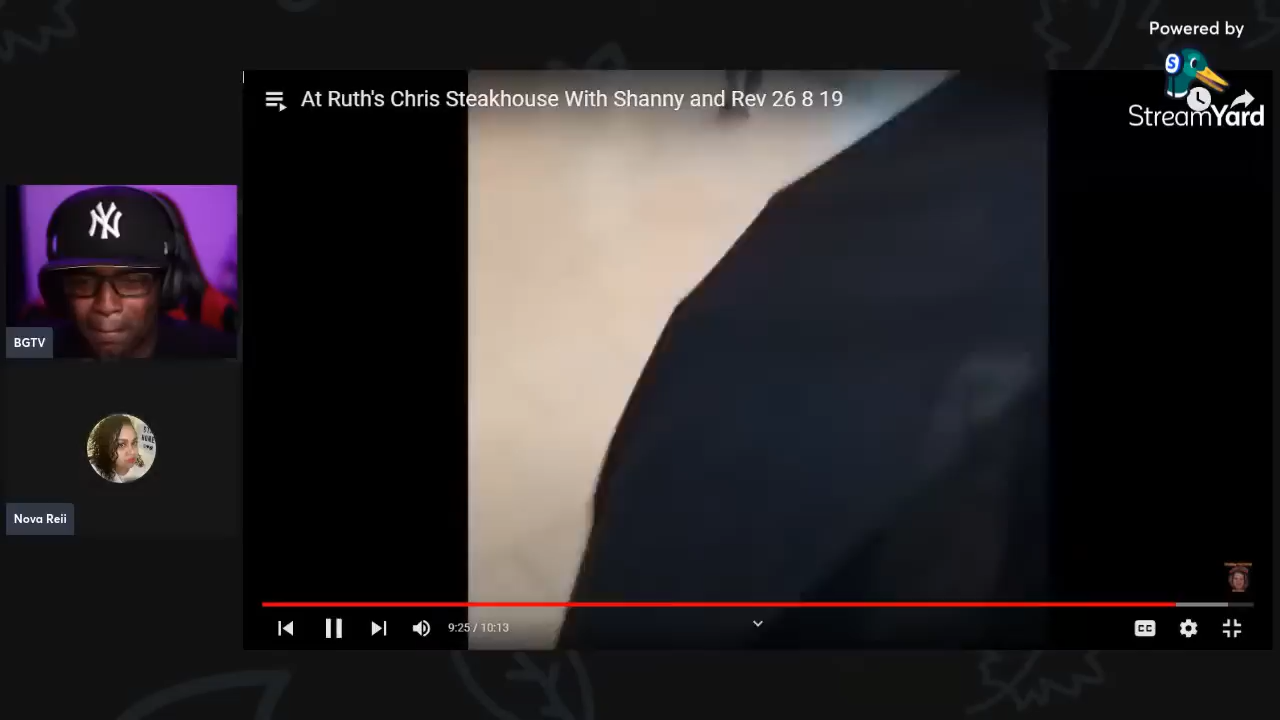 Powered by
S
StreamYard
At Ruth's Chris Steakhouse With Shanny and Rev 26 8 19
NY
BGTV
Nova Reii
9:25 / 10:13
CC